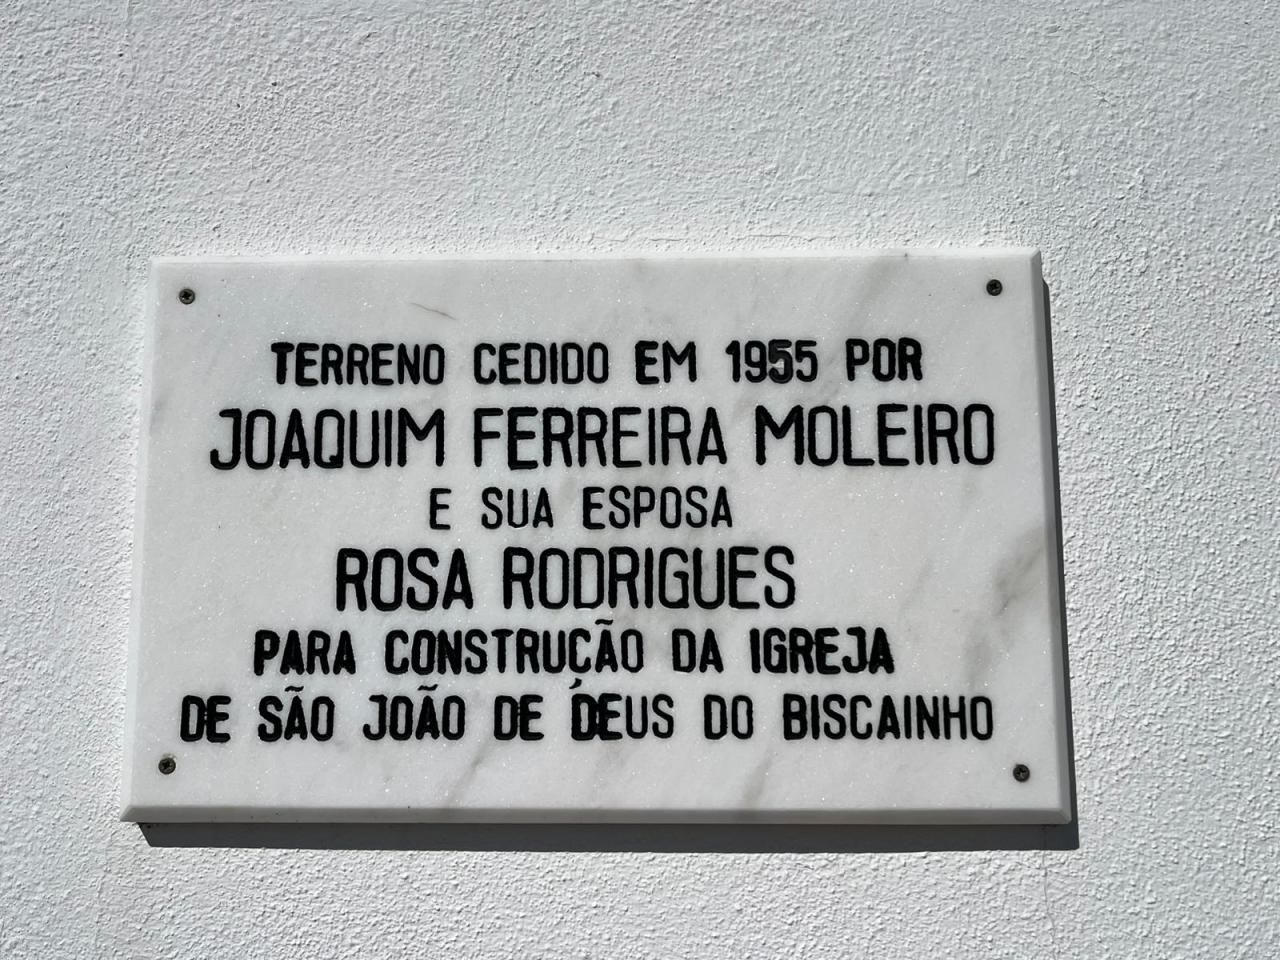 TERRENO CEDIDO EM 1955 POR
JOAQUIM FERREIRA MOLEIRO
E SUA ESPOSA
ROSA RODRIGUES
PARA CONSTRUÇÃO DA IGREJA
DE SÃO JOÃO DE DEUS DO BISCAINHO